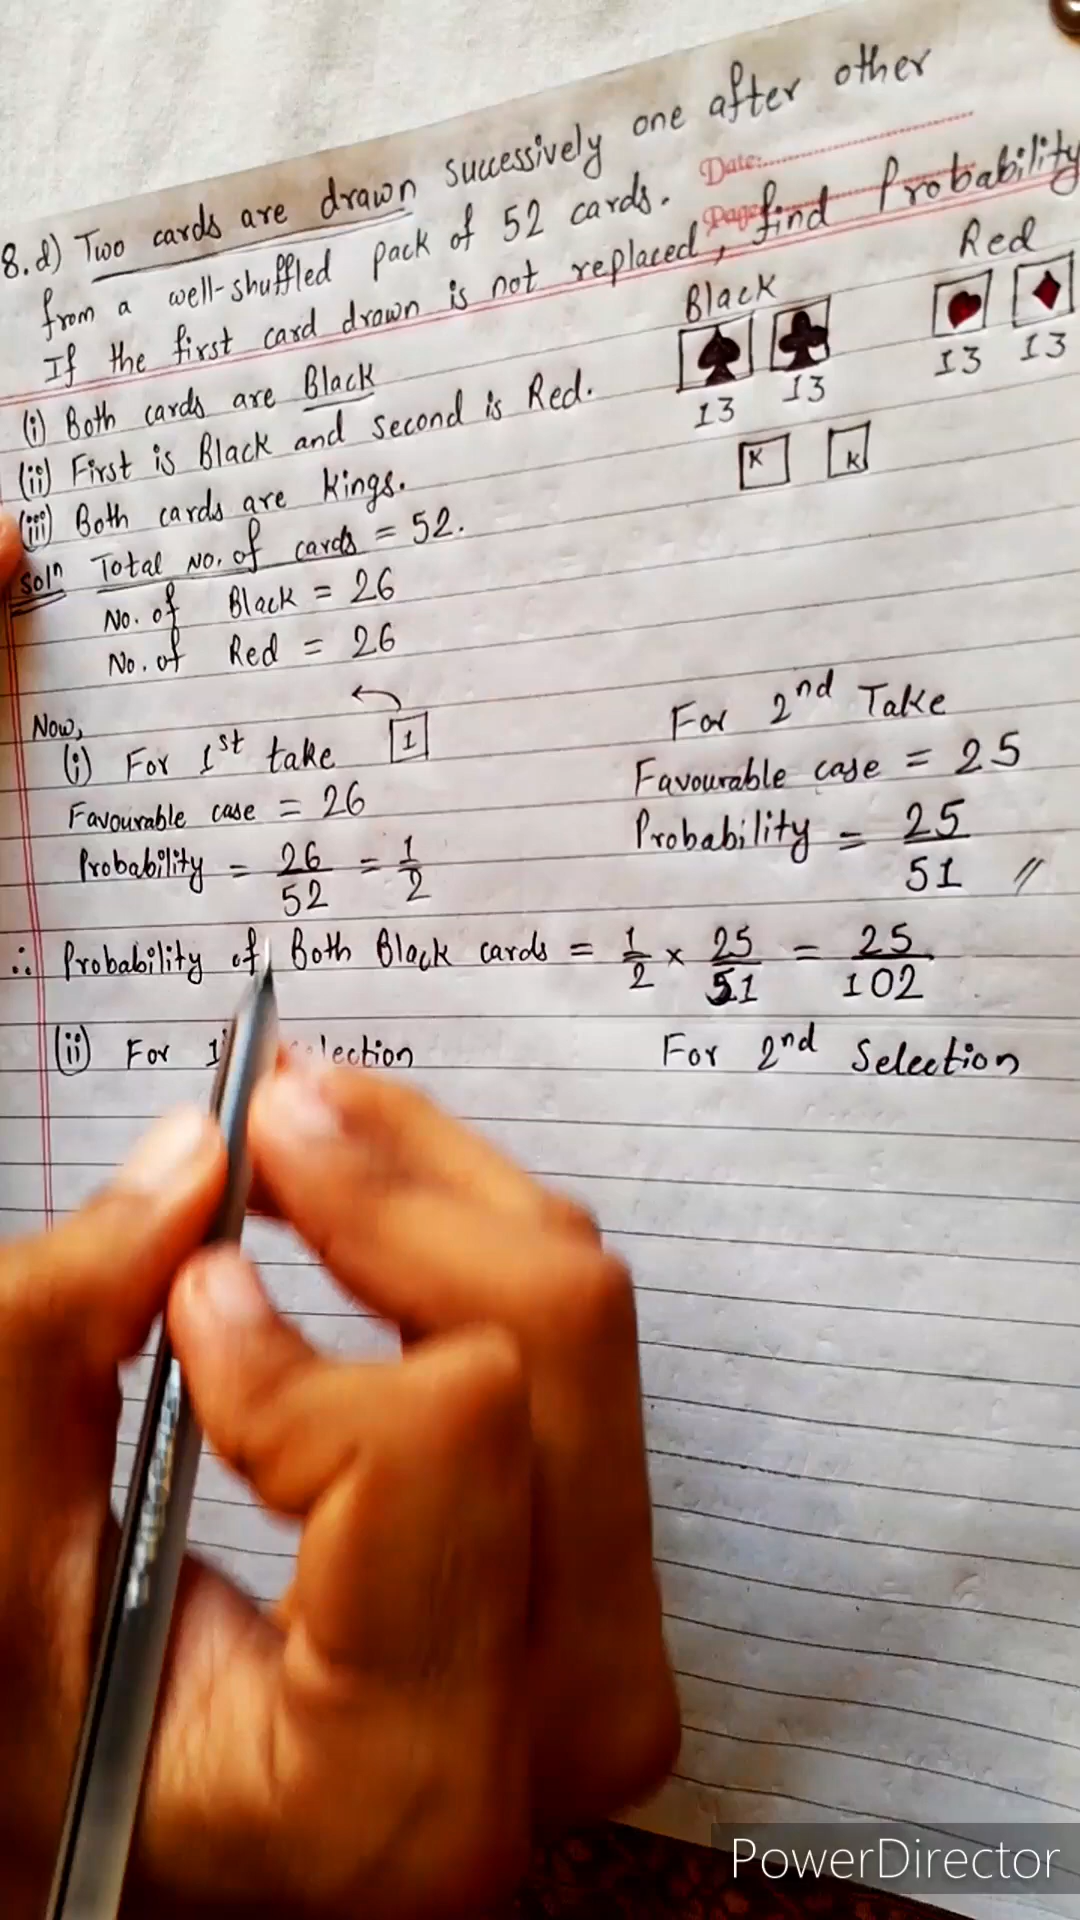 8.d) Two cards are drawn successively one after other
Date:
from a well-shuffled pack of 52 cards.
Page
If the first card drawn is not replaced, find Probability
Black
Red
13 13
13 13
(i) Both cards are Black
(ii) First is Black and Second is Red.
K K
(iii) Both cards are Kings.
Soln Total No. of cards = 52.
No. of Black = 26
No. of Red = 26
Now,
(i) For 1st take 1
Favourable case = 26
Probability = 26/52 = 1/2
For 2nd Take
Favourable case = 25
Probability = 25/51 //
∴ Probability of Both Black cards = 1/2 × 25/51 = 25/102
(ii) For 1 lection
For 2nd Selection
PowerDirector